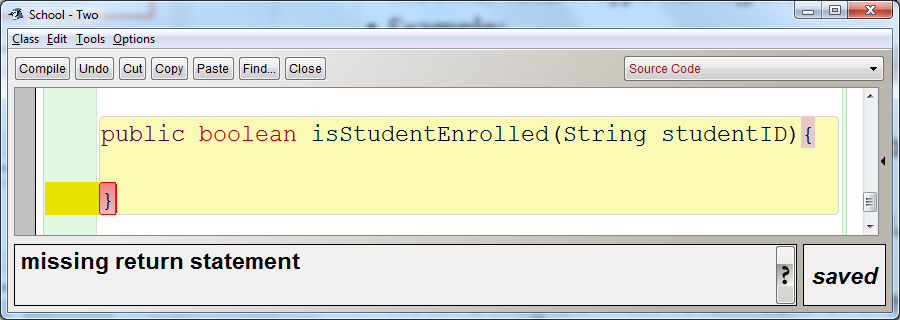 School - Two
Class Edit Tools Options
Compile Undo Cut Copy Paste Find... Close Source Code
public boolean isStudentEnrolled(String studentID){
}
missing return statement
?
saved